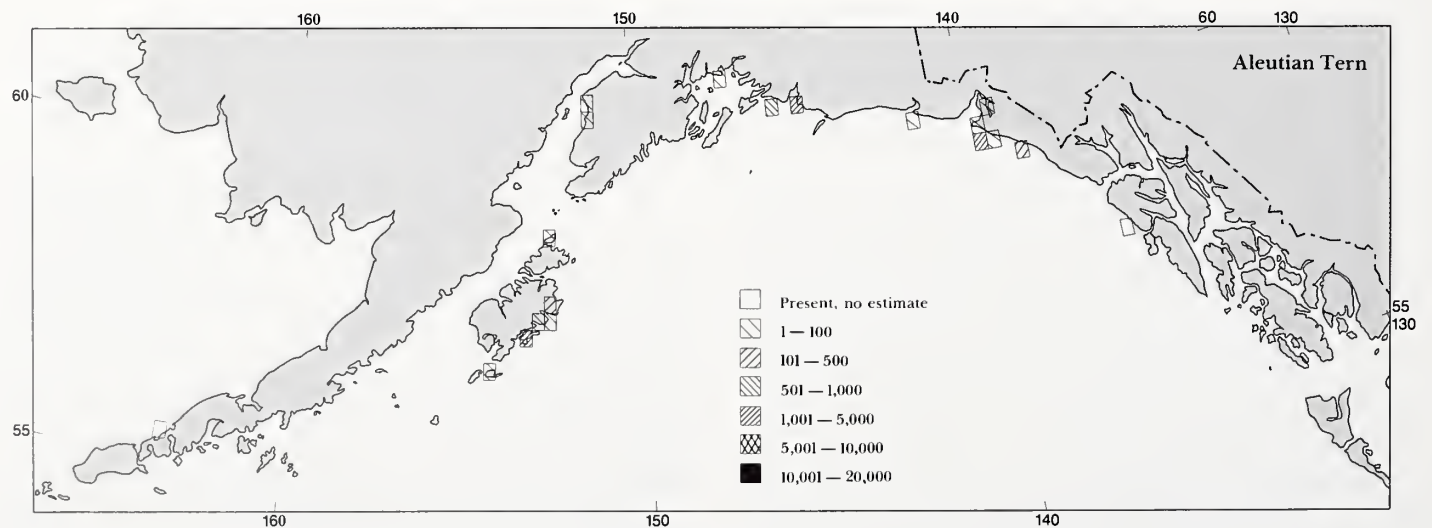 160 150 140 60 130
Aleutian Tern
60
55
55
130
Present, no estimate
1 — 100
101 — 500
501 — 1,000
1,001 — 5,000
5,001 — 10,000
10,001 — 20,000
160 150 140